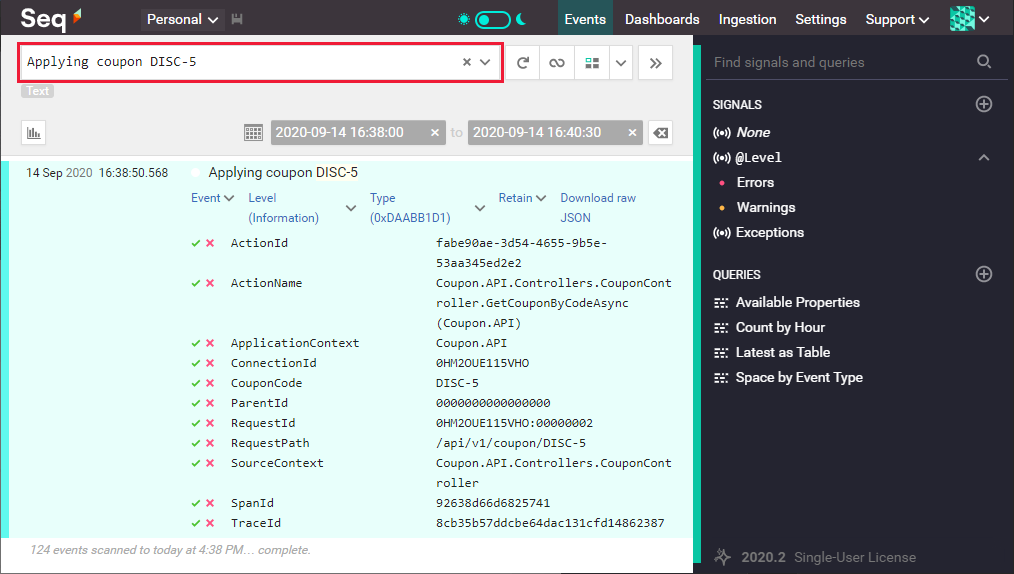 Seq Personal Events Dashboards Ingestion Settings Support
Applying coupon DISC-5
Text
2020-09-14 16:38:00 to 2020-09-14 16:40:30
14 Sep 2020 16:38:50.568 Applying coupon DISC-5
Event Level (Information) Type (0xDAABB1D1) Retain Download raw JSON
ActionId fabe90ae-3d54-4655-9b5e-
53aa345ed2e2
ActionName Coupon.API.Controllers.CouponCont
roller.GetCouponByCodeAsync
(Coupon.API)
ApplicationContext Coupon.API
ConnectionId 0HM2OUE115VHO
CouponCode DISC-5
ParentId 0000000000000000
RequestId 0HM2OUE115VHO:00000002
RequestPath /api/v1/coupon/DISC-5
SourceContext Coupon.API.Controllers.CouponCont
roller
SpanId 92638d66d6825741
TraceId 8cb35b57ddcbe64dac131cfd14862387
124 events scanned to today at 4:38 PM… complete.
Find signals and queries
SIGNALS
None
@Level
Errors
Warnings
Exceptions
QUERIES
Available Properties
Count by Hour
Latest as Table
Space by Event Type
2020.2 Single-User License